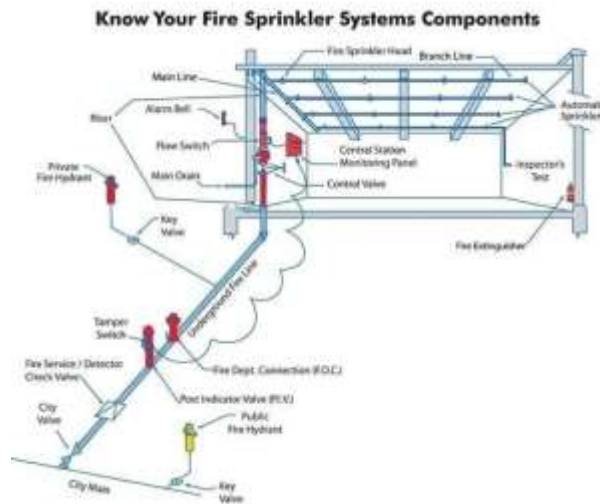 Know Your Fire Sprinkler Systems Components
Fire Sprinkler Head
Branch Line
Main Line
Alarm Bell
Riser
Automatic
Sprinkler
Flow Switch
Control Station
Monitoring Panel
Inspector's
Test
Main Drain
Control Valve
Private
Fire Hydrant
Key
Valve
Fire Extinguisher
Underground Fire Line
Tamper
Switch
Fire Service / Detector
Check Valve
Fire Dept. Connection (F.D.C.)
Post Indicator Valve (P.I.V.)
City
Valve
Public
Fire Hydrant
City Main
Key
Valve